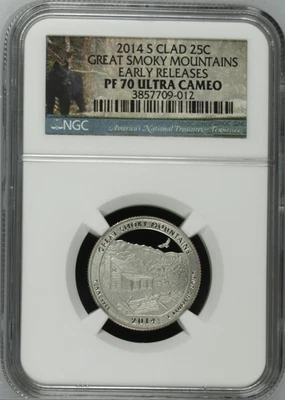 2014 S CLAD 25C
GREAT SMOKY MOUNTAINS
EARLY RELEASES
PF 70 ULTRA CAMEO
3857709-012
NGC
America's National Treasures - Tennessee
GREAT SMOKY MOUNTAINS
2014